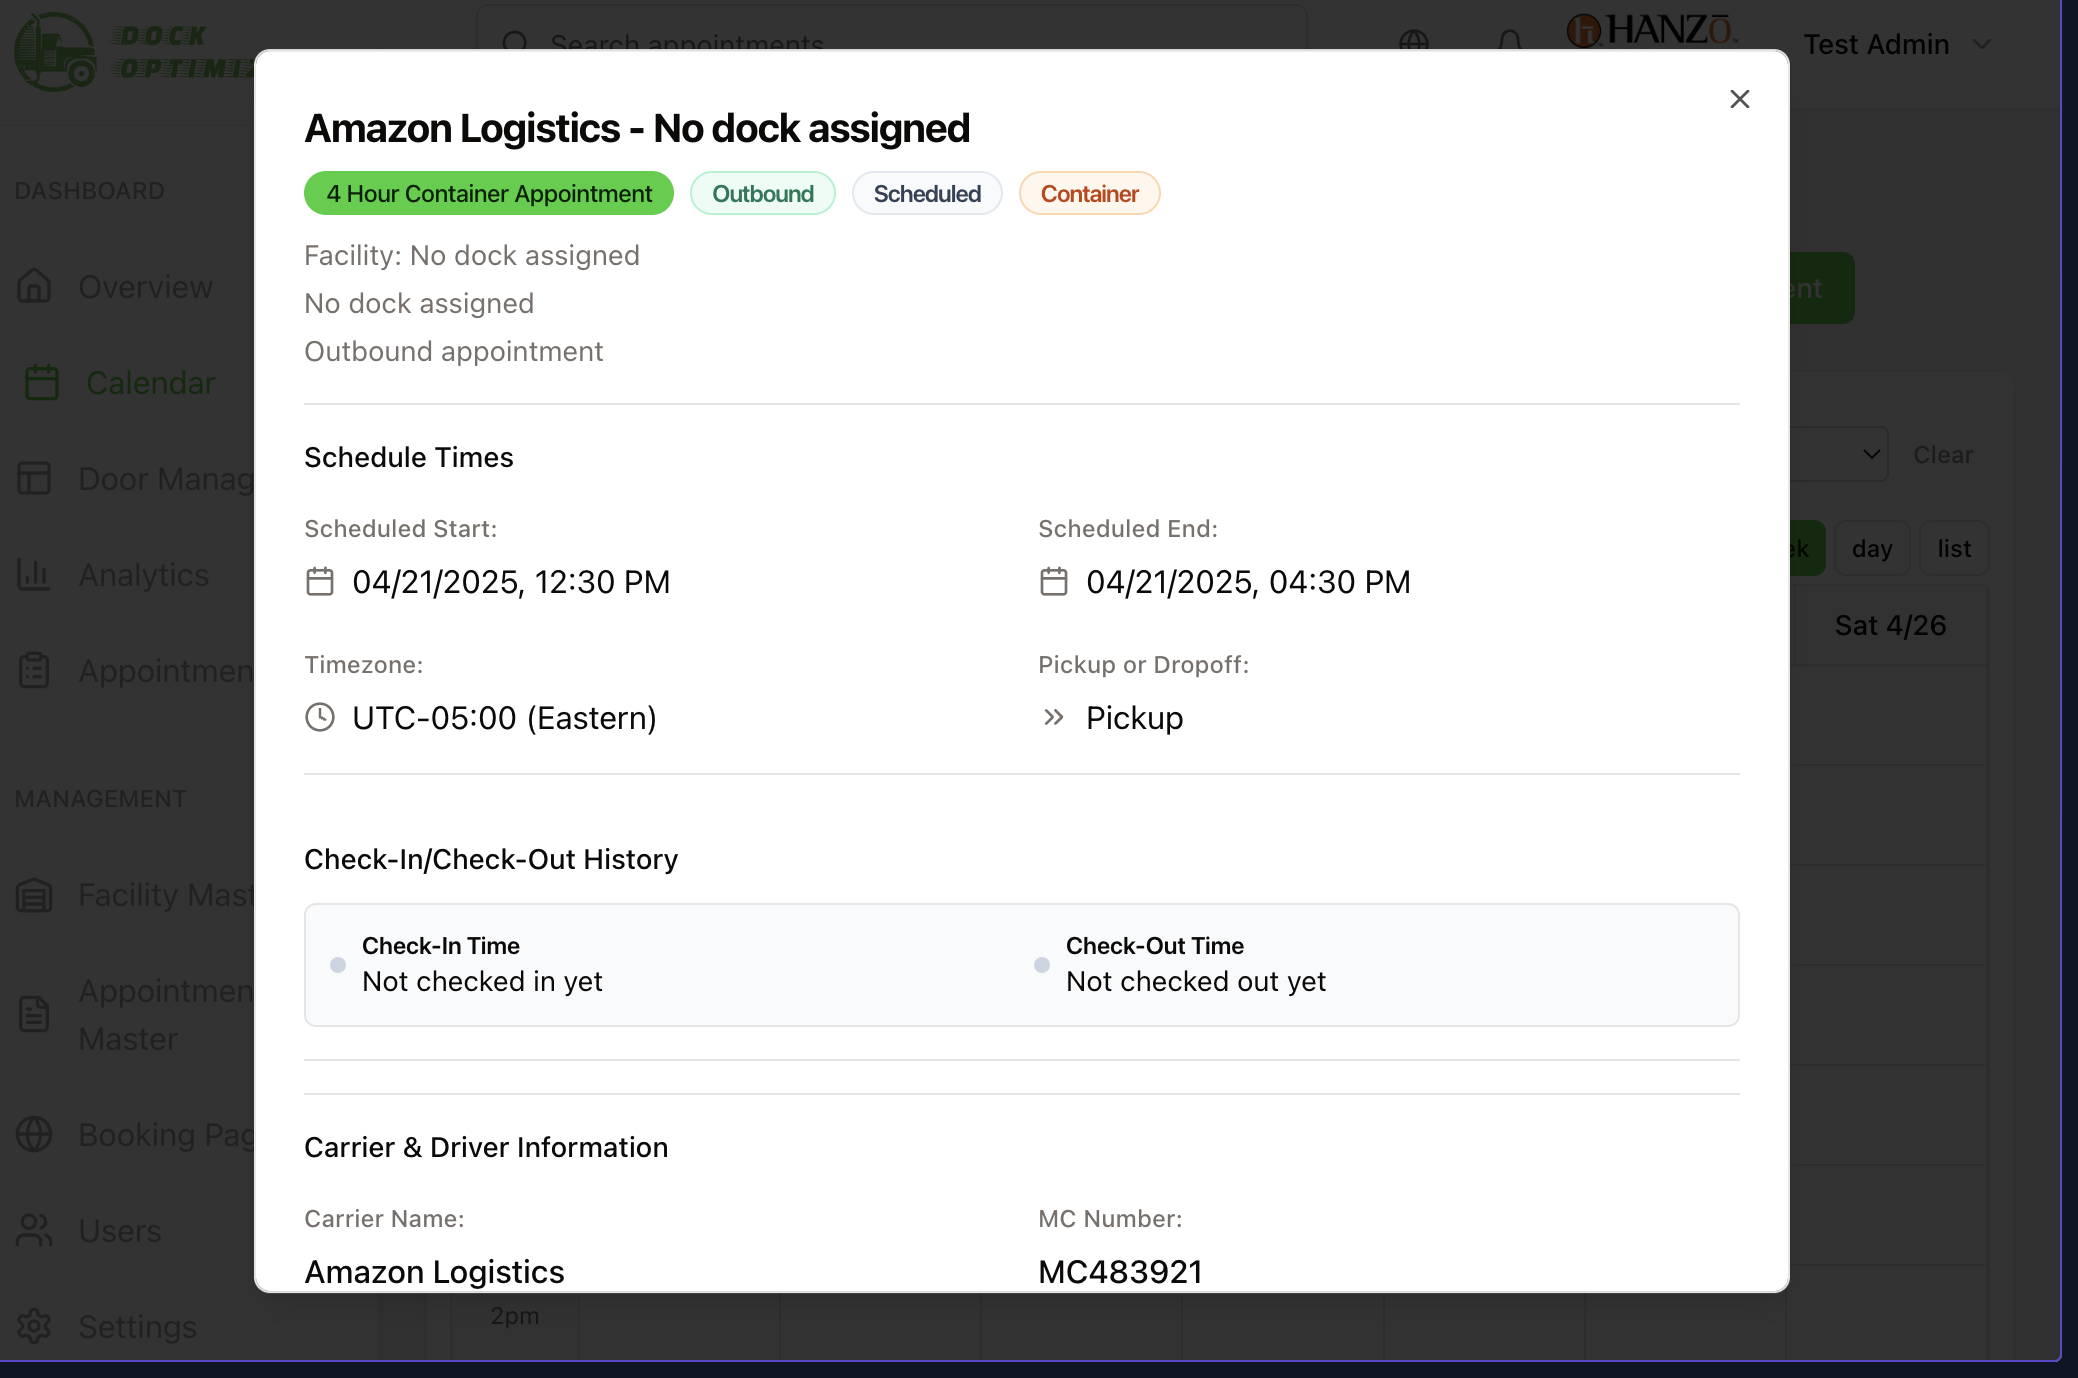 DOCK
Search appointments
HANZō
Test Admin
Amazon Logistics - No dock assigned
4 Hour Container Appointment
Outbound
Scheduled
Container
Facility: No dock assigned
No dock assigned
Outbound appointment
Schedule Times
Scheduled Start:
Scheduled End:
04/21/2025, 12:30 PM
04/21/2025, 04:30 PM
Timezone:
Pickup or Dropoff:
UTC-05:00 (Eastern)
Pickup
Check-In/Check-Out History
Check-In Time
Check-Out Time
Not checked in yet
Not checked out yet
Carrier & Driver Information
Carrier Name:
MC Number:
Amazon Logistics
MC483921
DASHBOARD
Overview
Calendar
Door Manag
Analytics
Appointmen
MANAGEMENT
Facility Mast
Appointmen
Master
Booking Pag
Users
Settings
ent
Clear
ek
day
list
Sat 4/26
2pm